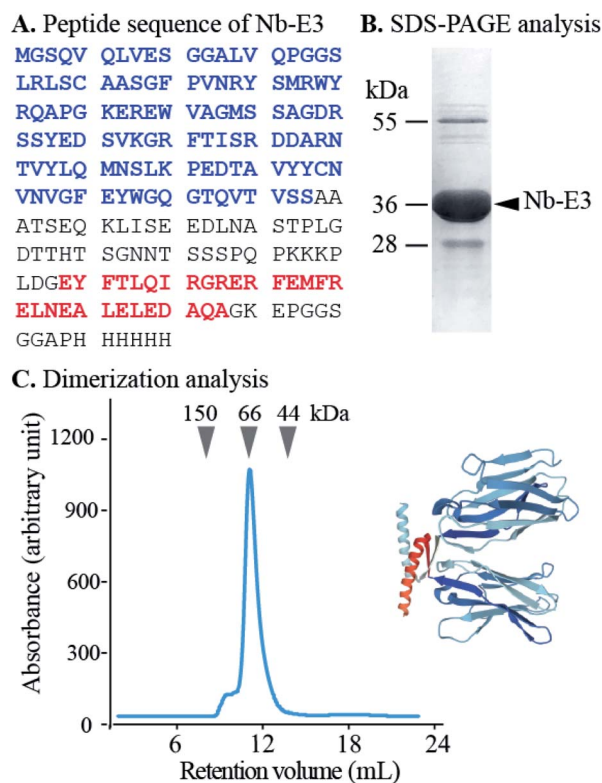 A. Peptide sequence of Nb-E3
MGSQV QLVES GGALV QPGGS
LRLSC AASGF PVNRY SMRWY
RQAPG KEREW VAGMS SAGDR
SSYED SVKGR FTISR DDARN
TVYLQ MNSLK PEDTA VYYCN
VNVGF EYWGQ GTQVT VSSAA
ATSEQ KLISE EDLNA STPLG
DTTHT SGNNT SSSPQ PKKKP
LDGEY FTLQI RGRER FEMFR
ELNEA LELED AQAGK EPGGS
GGAPH HHHHH
B. SDS-PAGE analysis
kDa
55
36
28
Nb-E3
C. Dimerization analysis
150 66 44 kDa
1200
900
600
300
0
Absorbance (arbitrary unit)
6 12 18 24
Retention volume (mL)